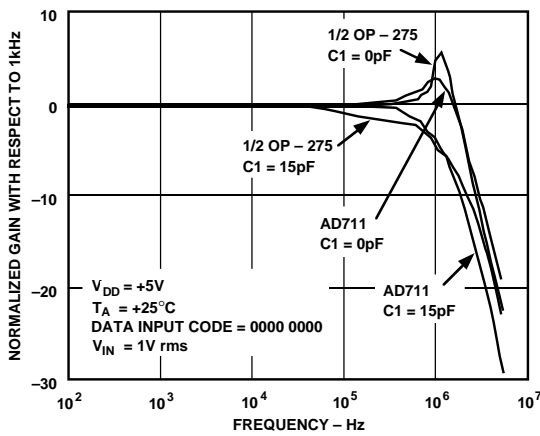 10
0
–10
–20
–30
NORMALIZED GAIN WITH RESPECT TO 1kHz
1/2 OP – 275
C1 = 0pF
1/2 OP – 275
C1 = 15pF
AD711
C1 = 0pF
AD711
C1 = 15pF
V_DD = +5V
T_A = +25°C
DATA INPUT CODE = 0000 0000
V_IN = 1V rms
10² 10³ 10⁴ 10⁵ 10⁶ 10⁷
FREQUENCY – Hz